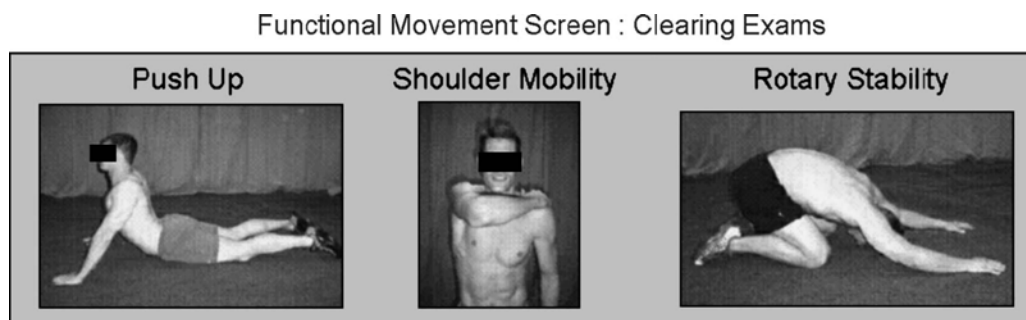 Functional Movement Screen : Clearing Exams
Push Up
Shoulder Mobility
Rotary Stability